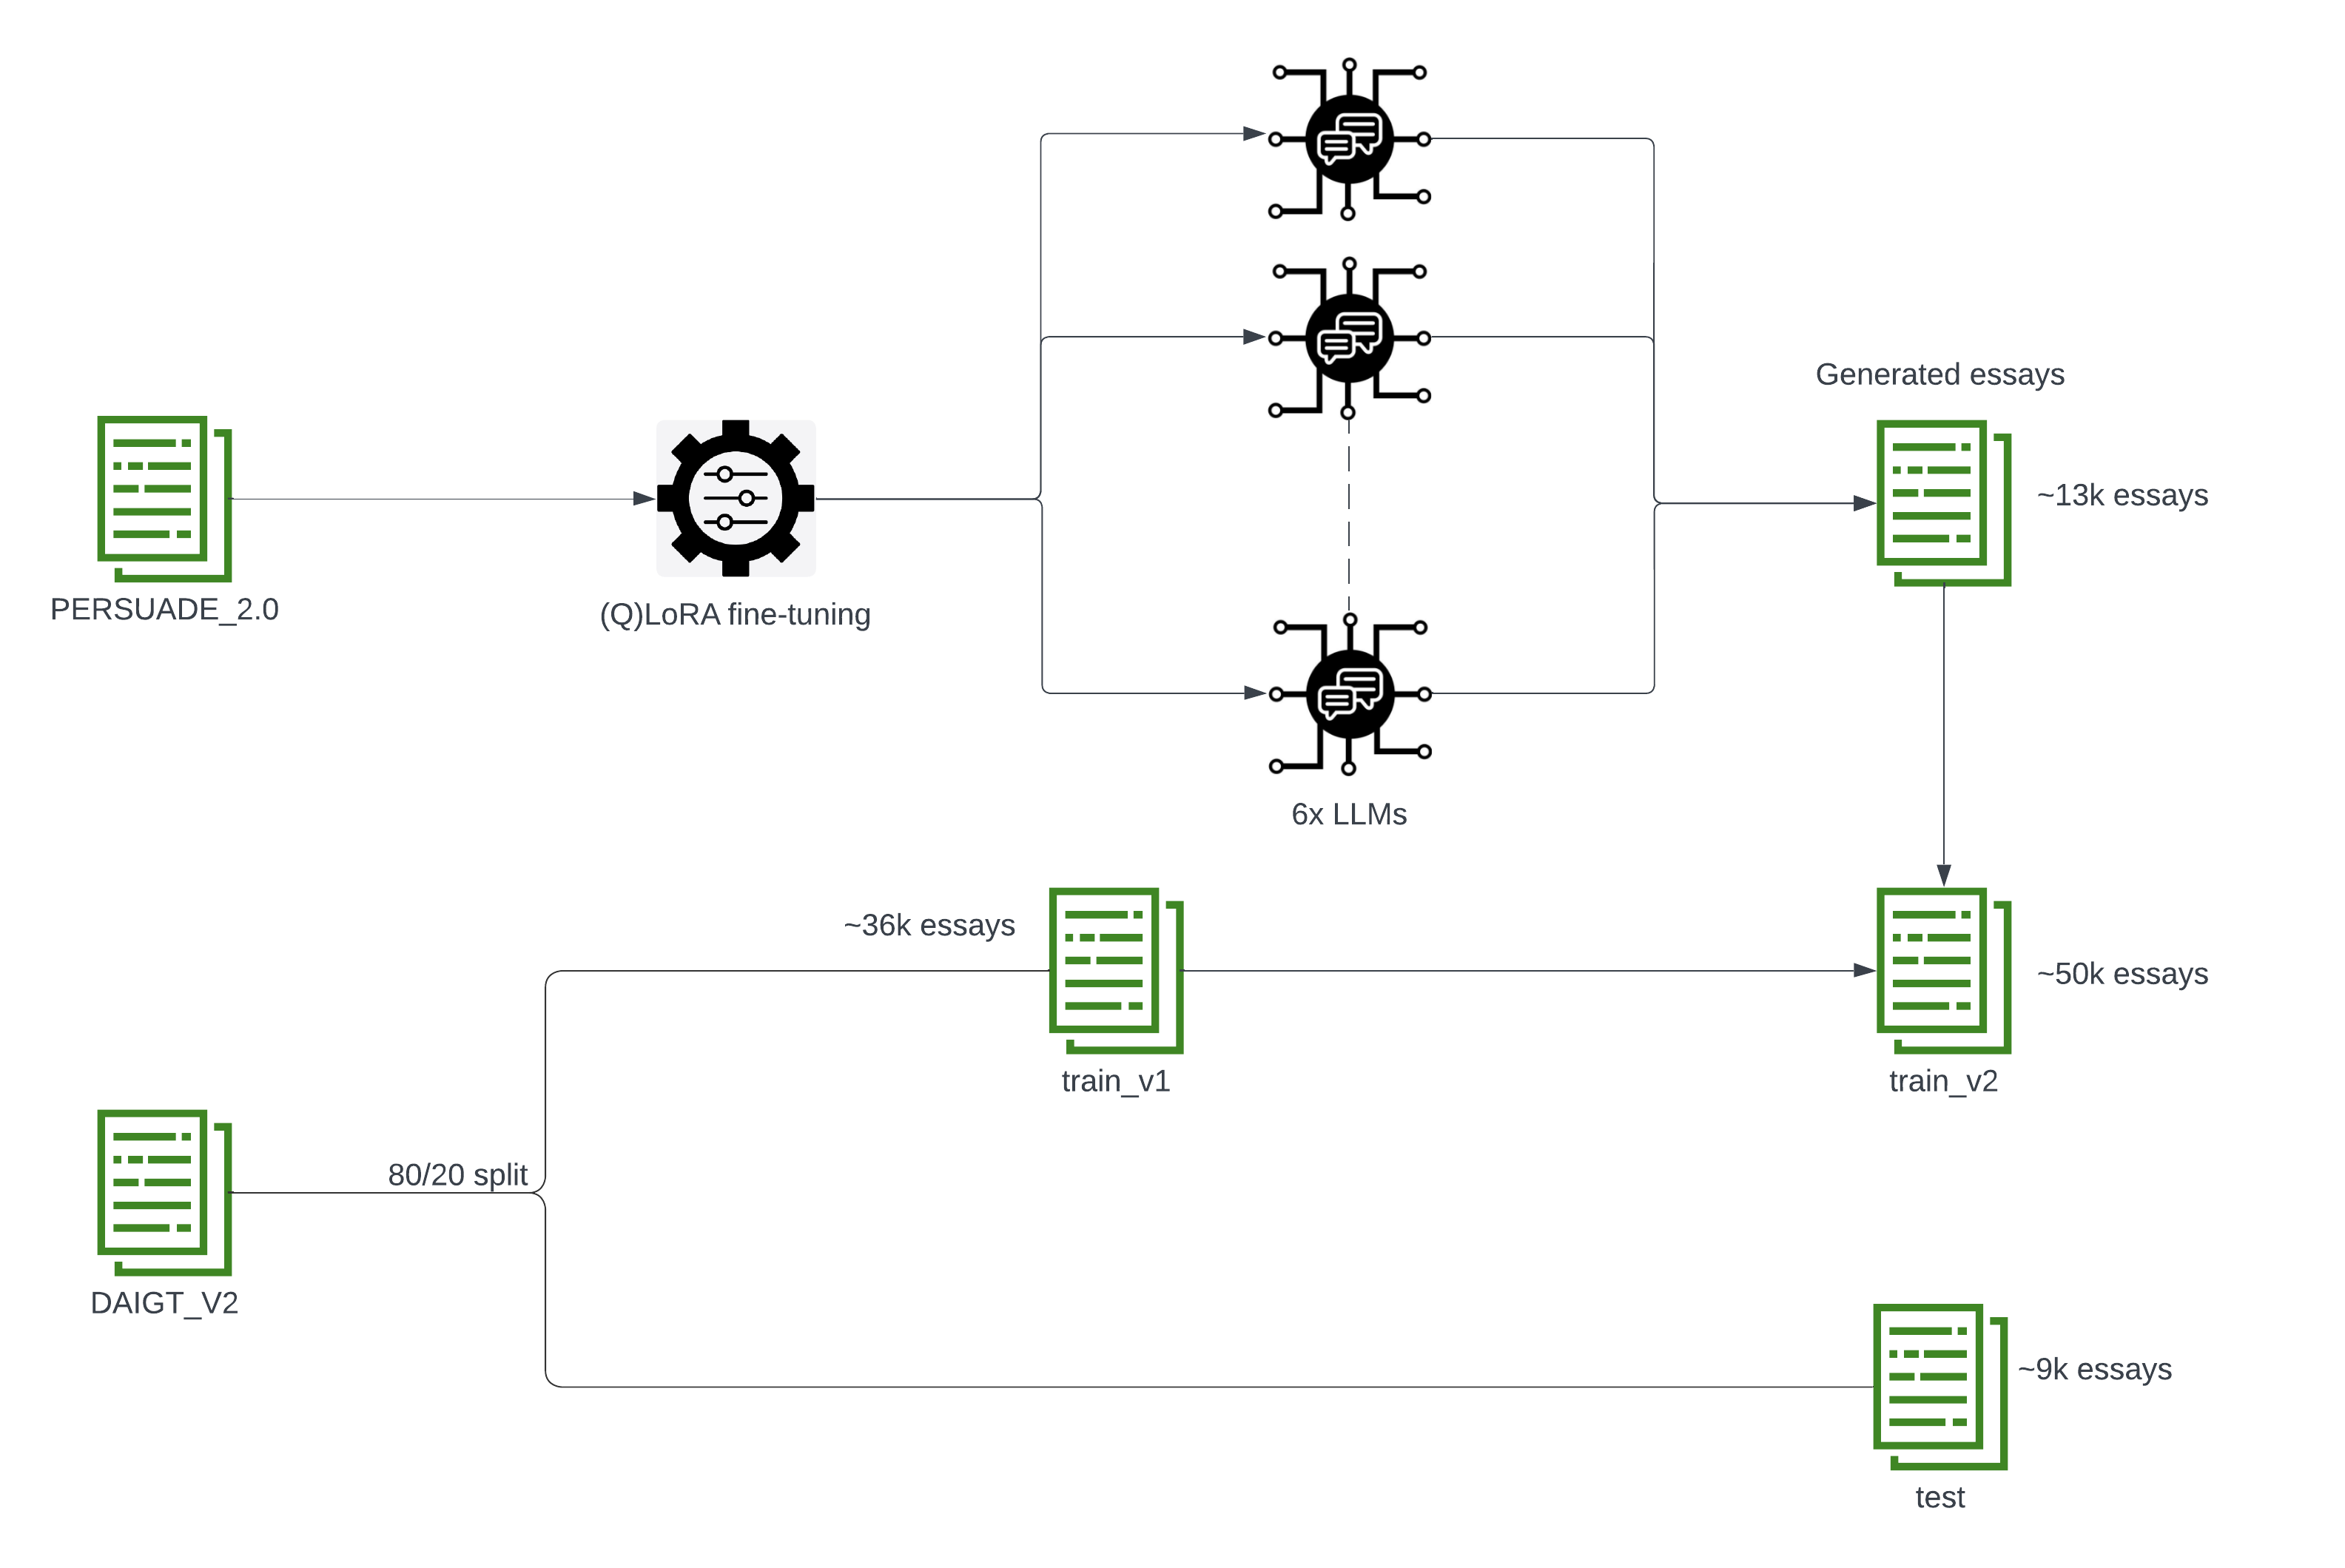 Generated essays
~13k essays
PERSUADE_2.0
(Q)LoRA fine-tuning
6x LLMs
~36k essays
~50k essays
train_v1
train_v2
80/20 split
DAIGT_V2
~9k essays
test